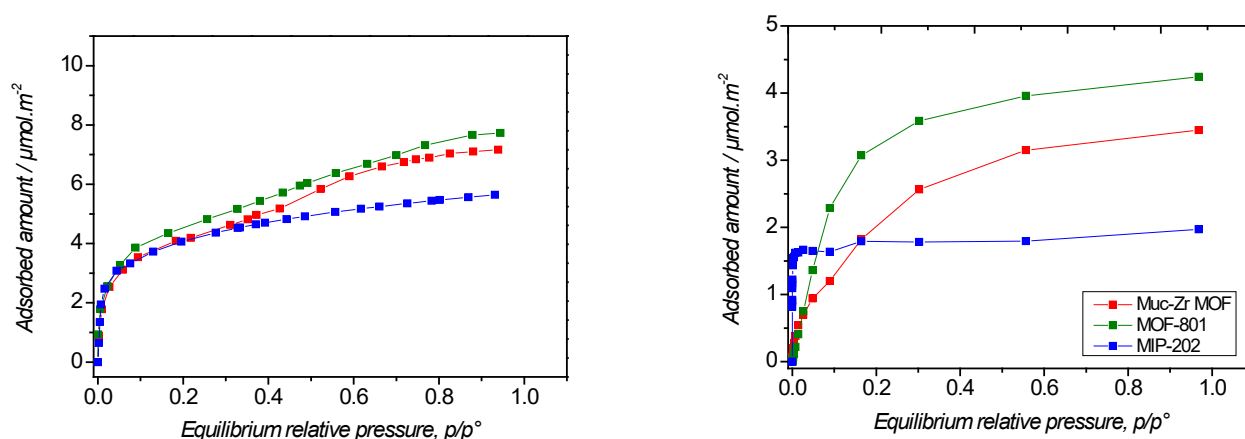 Adsorbed amount / µmol.m⁻²
10
8
6
4
2
0
0.0 0.2 0.4 0.6 0.8 1.0
Equilibrium relative pressure, p/p°
Adsorbed amount / µmol.m⁻²
5
4
3
2
1
0
Muc-Zr MOF
MOF-801
MIP-202
0.0 0.2 0.4 0.6 0.8 1.0
Equilibrium relative pressure, p/p°